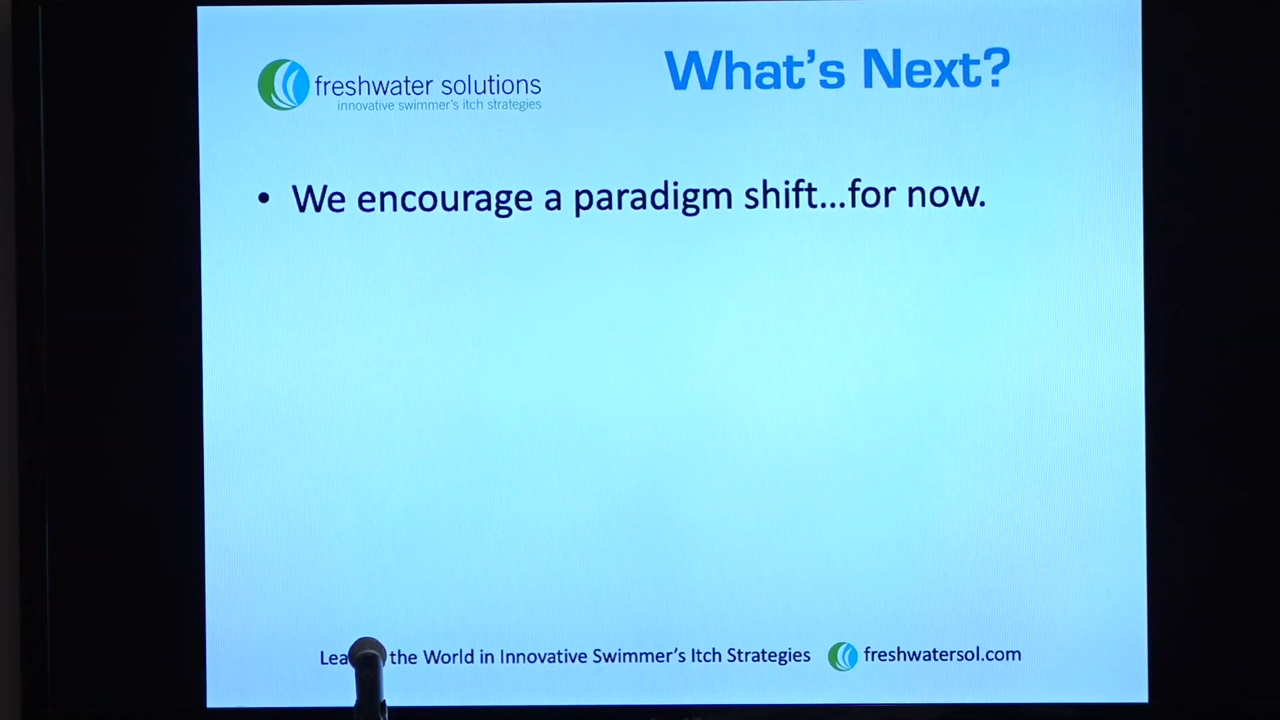 freshwater solutions
innovative swimmer's itch strategies
What's Next?
• We encourage a paradigm shift...for now.
the World in Innovative Swimmer's Itch Strategies
freshwatersol.com